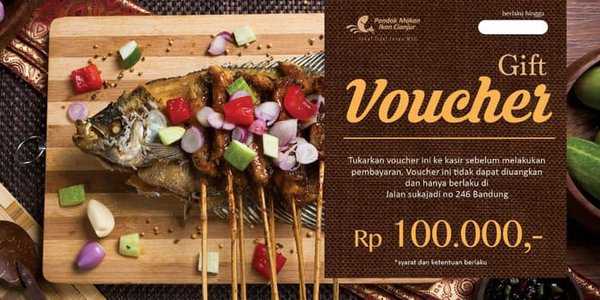 berlaku hingga
Pondok Makan
Ikan Cianjur
Gift
Voucher
Tukarkan voucher ini ke kasir sebelum melakukan
pembayaran. Voucher ini tidak dapat diuangkan
dan hanya berlaku di
Jalan sukajadi no 246 Bandung
Rp 100.000,-
*syarat dan ketentuan berlaku